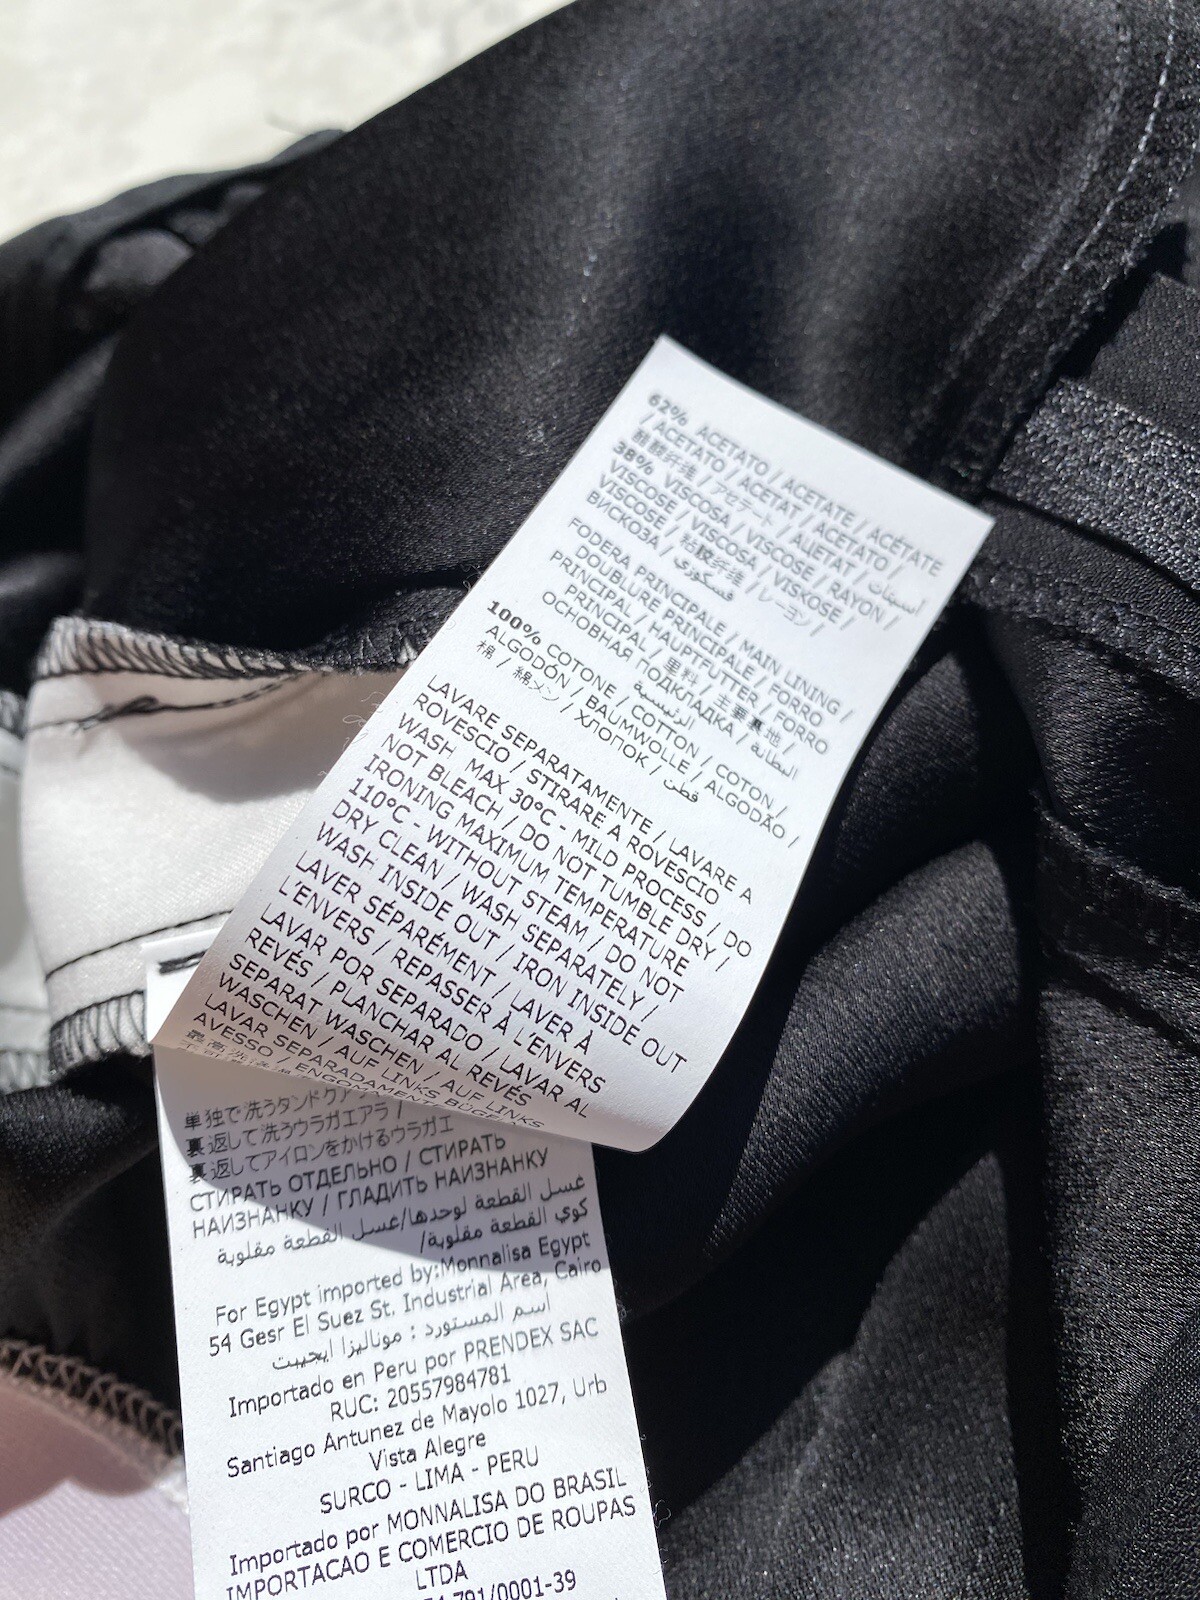 62% ACETATO / ACETATE / ACÉTATE
/ ACETATO / ACETAT / ACETATO /
醋酸纤维 / アセテート / АЦЕТАТ / أسيتات
38% VISCOSA / VISCOSE / RAYON /
VISCOSE / VISCOSA / VISKOSE /
VISCOSE / 粘胶纤维 / レーヨン /
ВИСКОЗА /
FODERA PRINCIPALE / MAIN LINING /
DOUBLURE PRINCIPALE / FORRO
PRINCIPAL / HAUPTFUTTER / FORRO
PRINCIPAL / 里料 / 主要裏地 /
ОСНОВНАЯ ПОДКЛАДКА / البطانة
الرئيسية
100% COTONE / COTTON / COTON /
ALGODÓN / BAUMWOLLE / ALGODÃO /
棉 / 綿メン / ХЛОПОК / قطن
LAVARE SEPARATAMENTE / LAVARE A
ROVESCIO / STIRARE A ROVESCIO
WASH MAX 30°C - MILD PROCESS / DO
NOT BLEACH / DO NOT TUMBLE DRY /
IRONING MAXIMUM TEMPERATURE
110°C - WITHOUT STEAM / DO NOT
DRY CLEAN / WASH SEPARATELY /
WASH INSIDE OUT / IRON INSIDE OUT
LAVER SÉPARÉMENT / LAVER À
L'ENVERS / REPASSER À L'ENVERS
LAVAR POR SEPARADO / LAVAR AL
REVÉS / PLANCHAR AL REVÉS
SEPARAT WASCHEN / AUF LINKS
WASCHEN / AUF LINKS BÜGELN
LAVAR SEPARADAMENTE
AVESSO / ENGOMA
単独で洗うタンドクア
裏返して洗うウラガエアラ /
裏返してアイロンをかけるウラガエ
СТИРАТЬ ОТДЕЛЬНО / СТИРАТЬ
НАИЗНАНКУ / ГЛАДИТЬ НАИЗНАНКУ
غسل القطعة لوحدها/غسل القطعة مقلوبة
/كوي القطعة مقلوبة
For Egypt imported by:Monnalisa Egypt
54 Gesr El Suez St. Industrial Area, Cairo
اسم المستورد : موناليزا ايجيبت
Importado en Peru por PRENDEX SAC
RUC: 20557984781
Santiago Antunez de Mayolo 1027, Urb
Vista Alegre
SURCO - LIMA - PERU
Importado por MONNALISA DO BRASIL
IMPORTACAO E COMERCIO DE ROUPAS
LTDA
791/0001-39